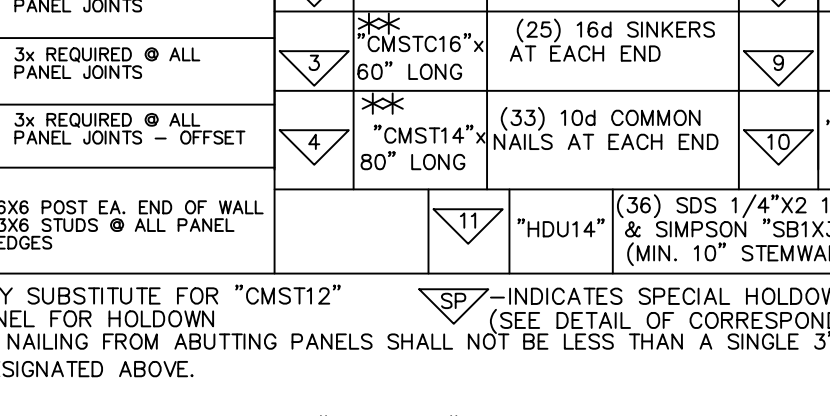 PANEL JOINTS
3x REQUIRED @ ALL
PANEL JOINTS
3
**
"CMSTC16"x
60" LONG
(25) 16d SINKERS
AT EACH END
9
3x REQUIRED @ ALL
PANEL JOINTS – OFFSET
4
**
"CMST14"x
80" LONG
(33) 10d COMMON
NAILS AT EACH END
10
6X6 POST EA. END OF WALL
3X6 STUDS @ ALL PANEL
EDGES
11
"HDU14"
(36) SDS 1/4"X2 1
& SIMPSON "SB1X3
(MIN. 10" STEMWA
Y SUBSTITUTE FOR "CMST12"
NEL FOR HOLDOWN
SP
–INDICATES SPECIAL HOLDOW
(SEE DETAIL OF CORRESPOND
NAILING FROM ABUTTING PANELS SHALL NOT BE LESS THAN A SINGLE 3"
SIGNATED ABOVE.